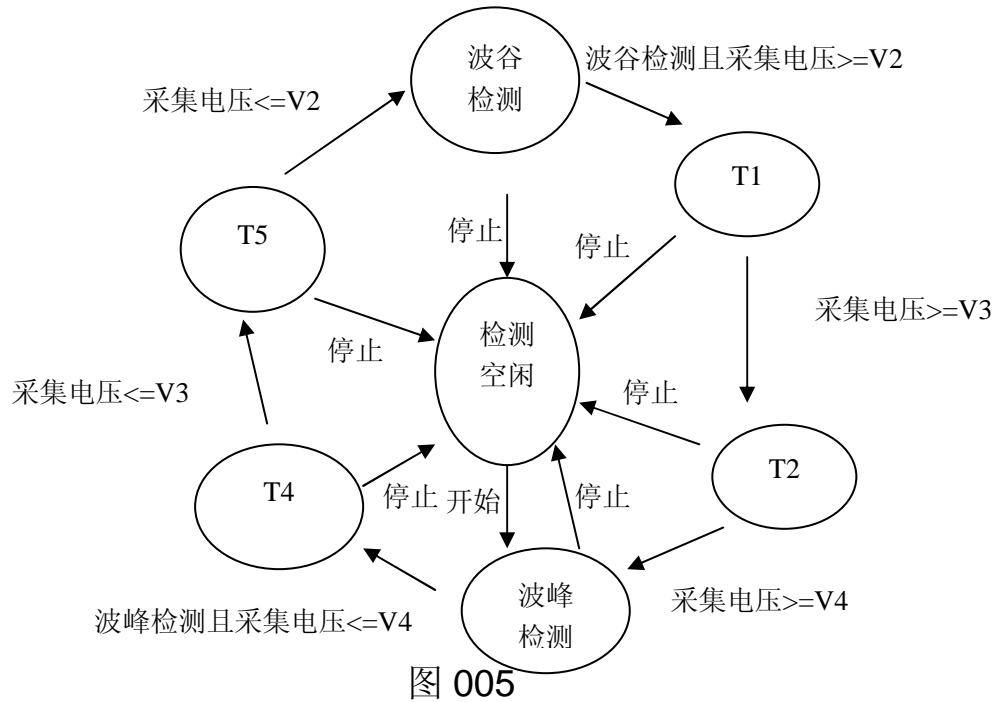 波谷
检测
波谷检测且采集电压>=V2
采集电压<=V2
T1
T5
停止
停止
采集电压>=V3
检测
空闲
停止
采集电压<=V3
停止
T4
T2
停止
开始
停止
波峰
检测
采集电压>=V4
波峰检测且采集电压<=V4
图 005